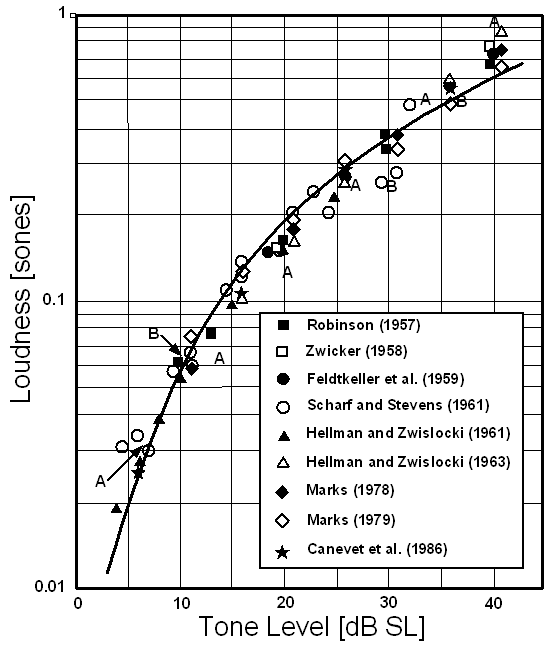 1
A
A
B
Loudness [sones]
A
B
A
0.1
B
A
A
Robinson (1957)
Zwicker (1958)
Feldtkeller et al. (1959)
Scharf and Stevens (1961)
Hellman and Zwislocki (1961)
Hellman and Zwislocki (1963)
Marks (1978)
Marks (1979)
Canevet et al. (1986)
0.01
0 10 20 30 40
Tone Level [dB SL]